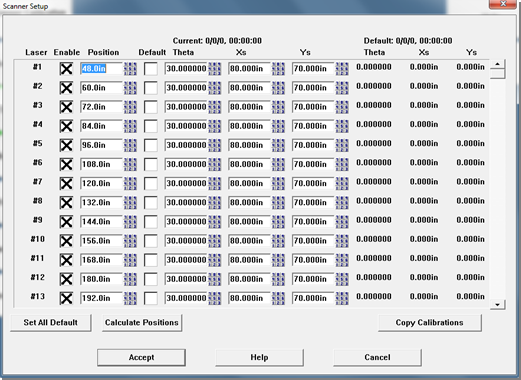 Scanner Setup
Current: 0/0/0, 00:00:00 Default: 0/0/0, 00:00:00
Laser Enable Position Default Theta Xs Ys Theta Xs Ys
#1 48.0in 30.000000 80.000in 70.000in 0.000000 0.000in 0.000in
#2 60.0in 30.000000 80.000in 70.000in 0.000000 0.000in 0.000in
#3 72.0in 30.000000 80.000in 70.000in 0.000000 0.000in 0.000in
#4 84.0in 30.000000 80.000in 70.000in 0.000000 0.000in 0.000in
#5 96.0in 30.000000 80.000in 70.000in 0.000000 0.000in 0.000in
#6 108.0in 30.000000 80.000in 70.000in 0.000000 0.000in 0.000in
#7 120.0in 30.000000 80.000in 70.000in 0.000000 0.000in 0.000in
#8 132.0in 30.000000 80.000in 70.000in 0.000000 0.000in 0.000in
#9 144.0in 30.000000 80.000in 70.000in 0.000000 0.000in 0.000in
#10 156.0in 30.000000 80.000in 70.000in 0.000000 0.000in 0.000in
#11 168.0in 30.000000 80.000in 70.000in 0.000000 0.000in 0.000in
#12 180.0in 30.000000 80.000in 70.000in 0.000000 0.000in 0.000in
#13 192.0in 30.000000 80.000in 70.000in 0.000000 0.000in 0.000in
Set All Default Calculate Positions Copy Calibrations
Accept Help Cancel